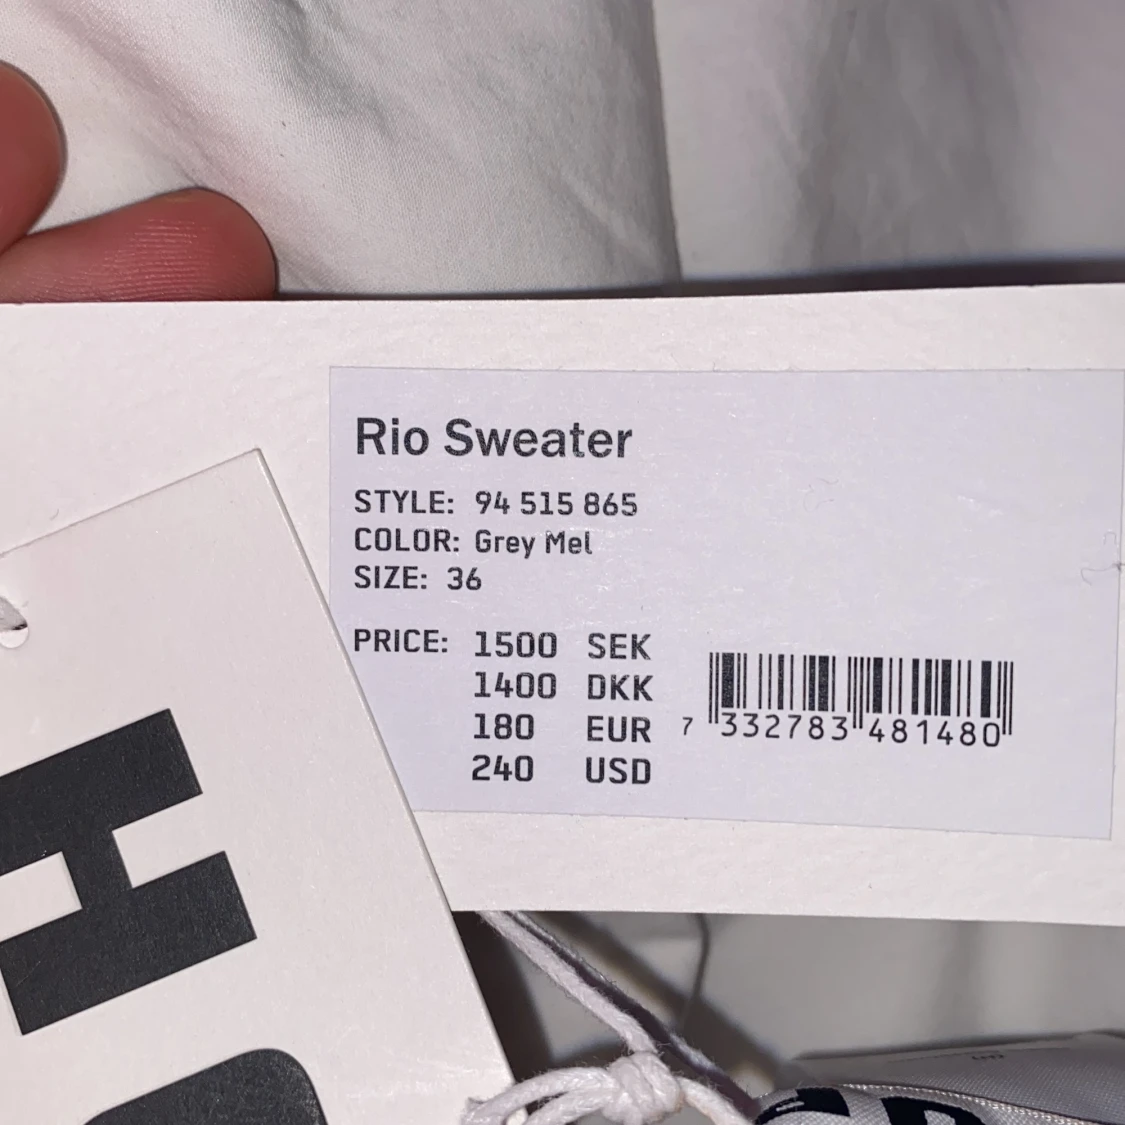 Rio Sweater
STYLE: 94 515 865
COLOR: Grey Mel
SIZE: 36
PRICE: 1500 SEK
1400 DKK
180 EUR
240 USD
7 332783 481480
H